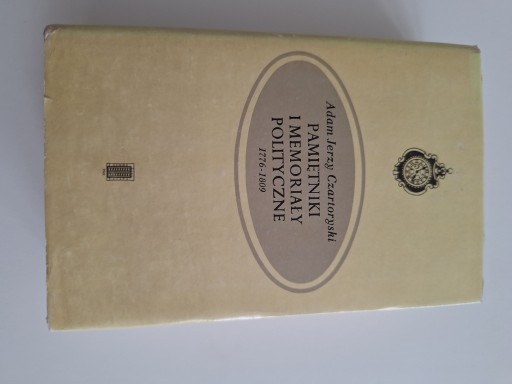 Adam Jerzy Czartoryski
PAMIĘTNIKI
I MEMORIAŁY
POLITYCZNE
1776-1809